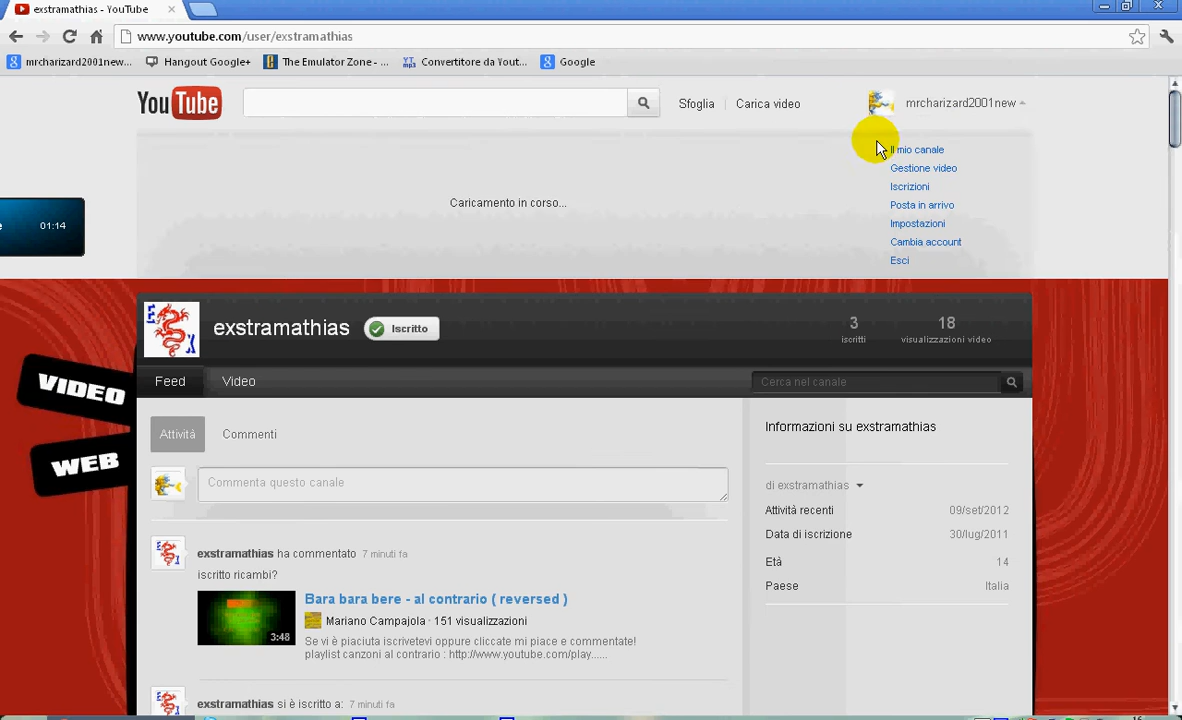 exstramathias - YouTube
www.youtube.com/user/exstramathias
mrcharizard2001new... Hangout Google+ The Emulator Zone - ... Convertitore da Yout... Google
YouTube Sfoglia Carica video mrcharizard2001new
Il mio canale
Gestione video
Iscrizioni
Posta in arrivo
Impostazioni
Cambia account
Esci
Caricamento in corso...
01:14
exstramathias Iscritto
3 iscritti
18 visualizzazioni video
Feed Video Cerca nel canale
VIDEO
WEB
Attività Commenti
Commenta questo canale
exstramathias ha commentato 7 minuti fa
iscritto ricambi?
Bara bara bere - al contrario ( reversed )
Mariano Campajola · 151 visualizzazioni
3:48
Se vi è piaciuta iscrivetevi oppure cliccate mi piace e commentate!
playlist canzoni al contrario : http://www.youtube.com/play......
exstramathias si è iscritto a: 7 minuti fa
Informazioni su exstramathias
di exstramathias
Attività recenti 09/set/2012
Data di iscrizione 30/lug/2011
Età 14
Paese Italia